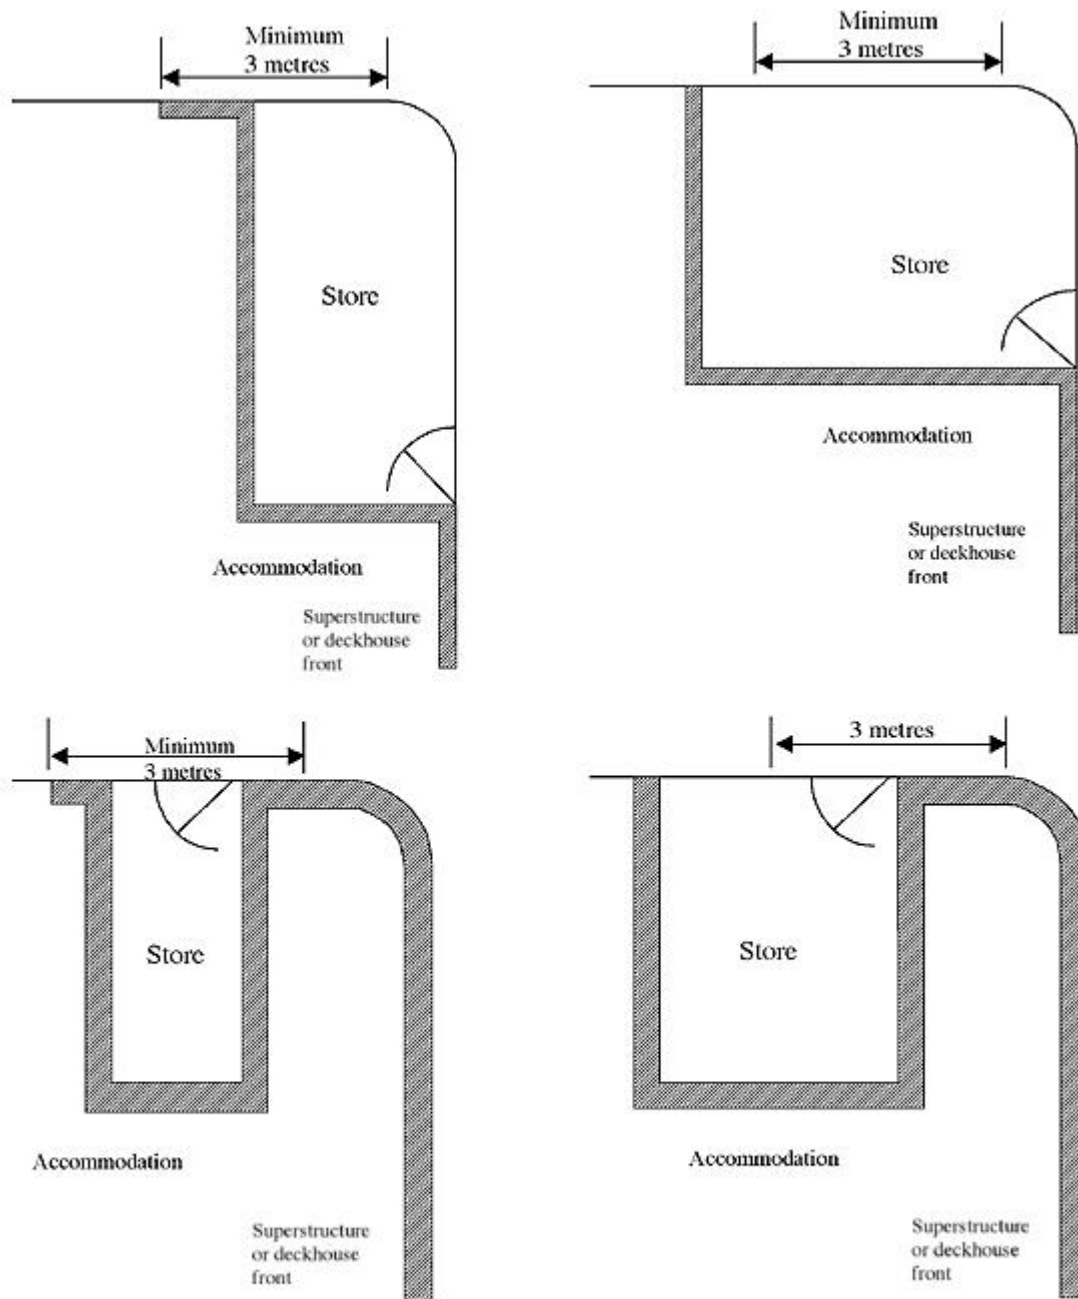 Minimum
3 metres
Store
Accommodation
Superstructure
or deckhouse
front
Minimum
3 metres
Store
Accommodation
Superstructure
or deckhouse
front
Minimum
3 metres
Store
Accommodation
Superstructure
or deckhouse
front
3 metres
Store
Accommodation
Superstructure
or deckhouse
front